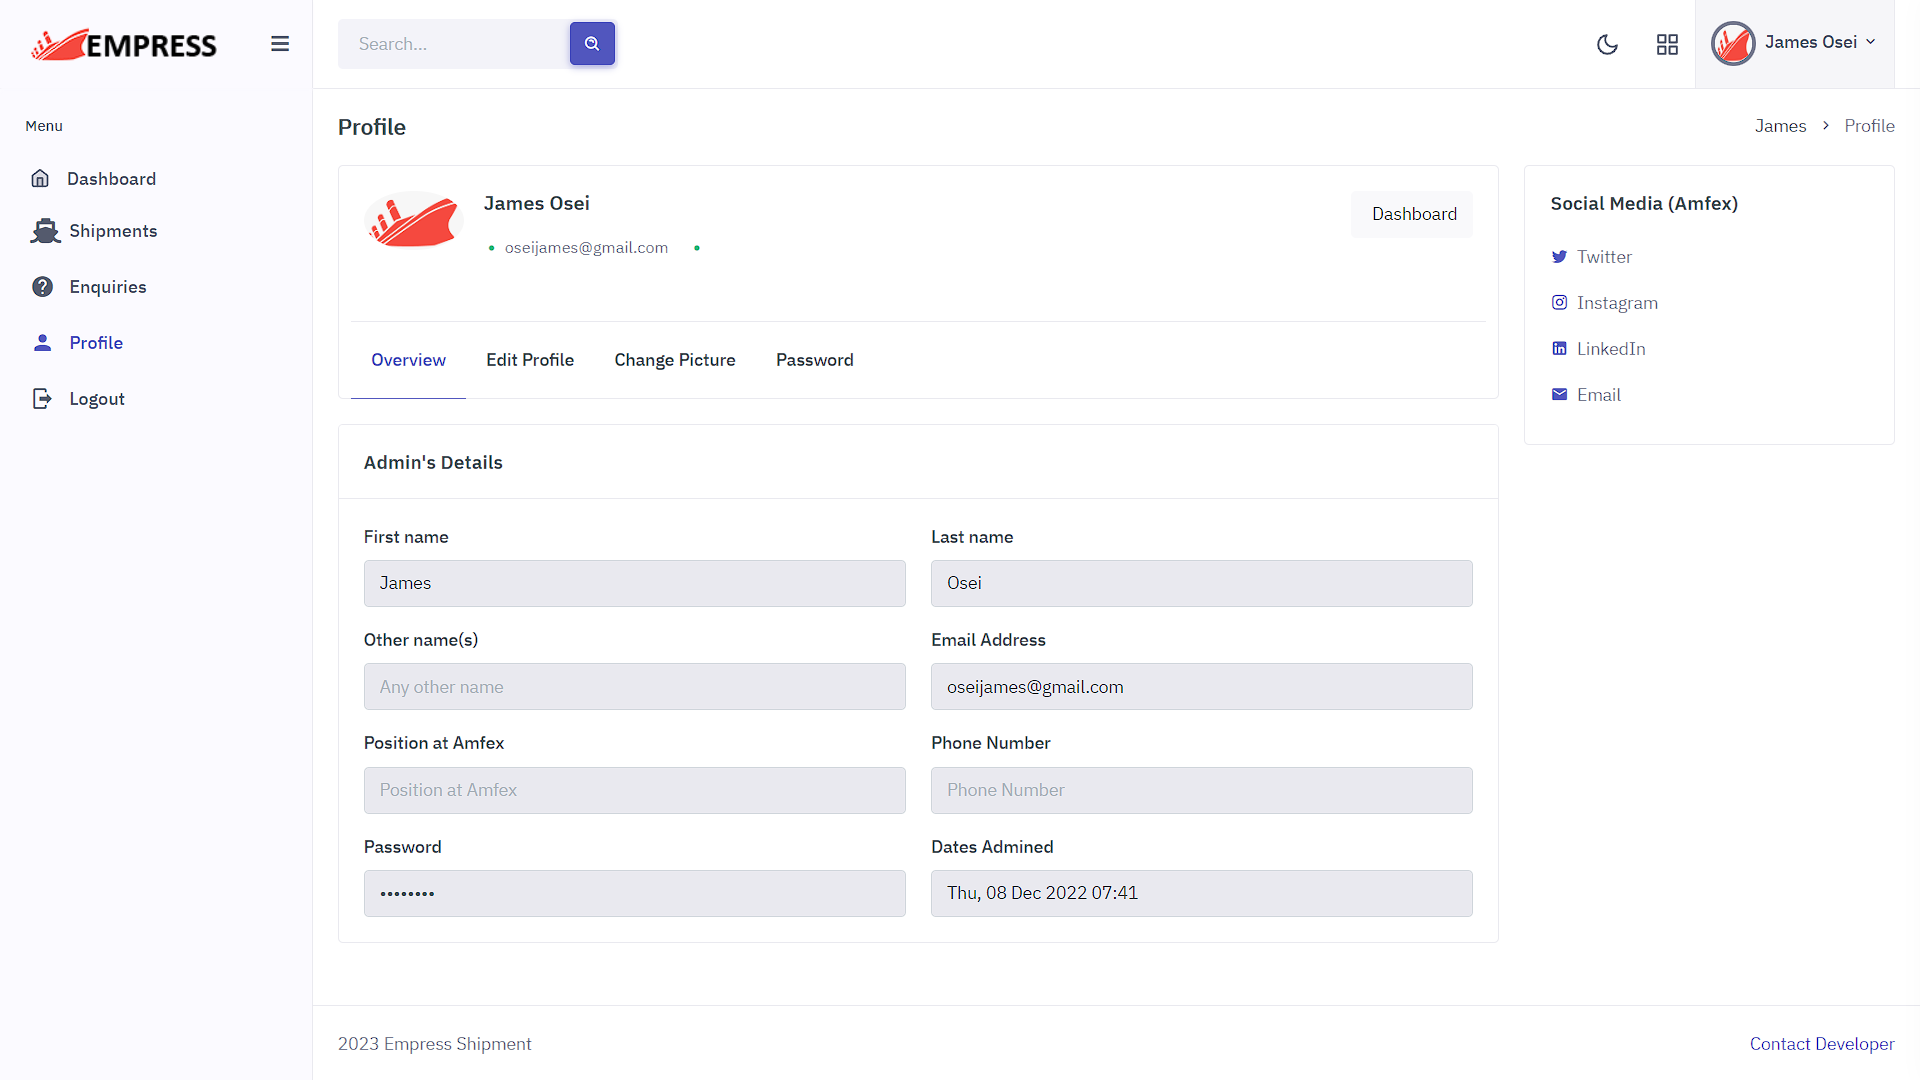 EMPRESS
Search...
James Osei
Menu
Dashboard
Shipments
Enquiries
Profile
Logout
Profile
James > Profile
James Osei
• oseijames@gmail.com •
Dashboard
Overview Edit Profile Change Picture Password
Social Media (Amfex)
Twitter
Instagram
LinkedIn
Email
Admin's Details
First name Last name
James Osei
Other name(s) Email Address
Any other name oseijames@gmail.com
Position at Amfex Phone Number
Position at Amfex Phone Number
Password Dates Admined
•••••••• Thu, 08 Dec 2022 07:41
2023 Empress Shipment Contact Developer